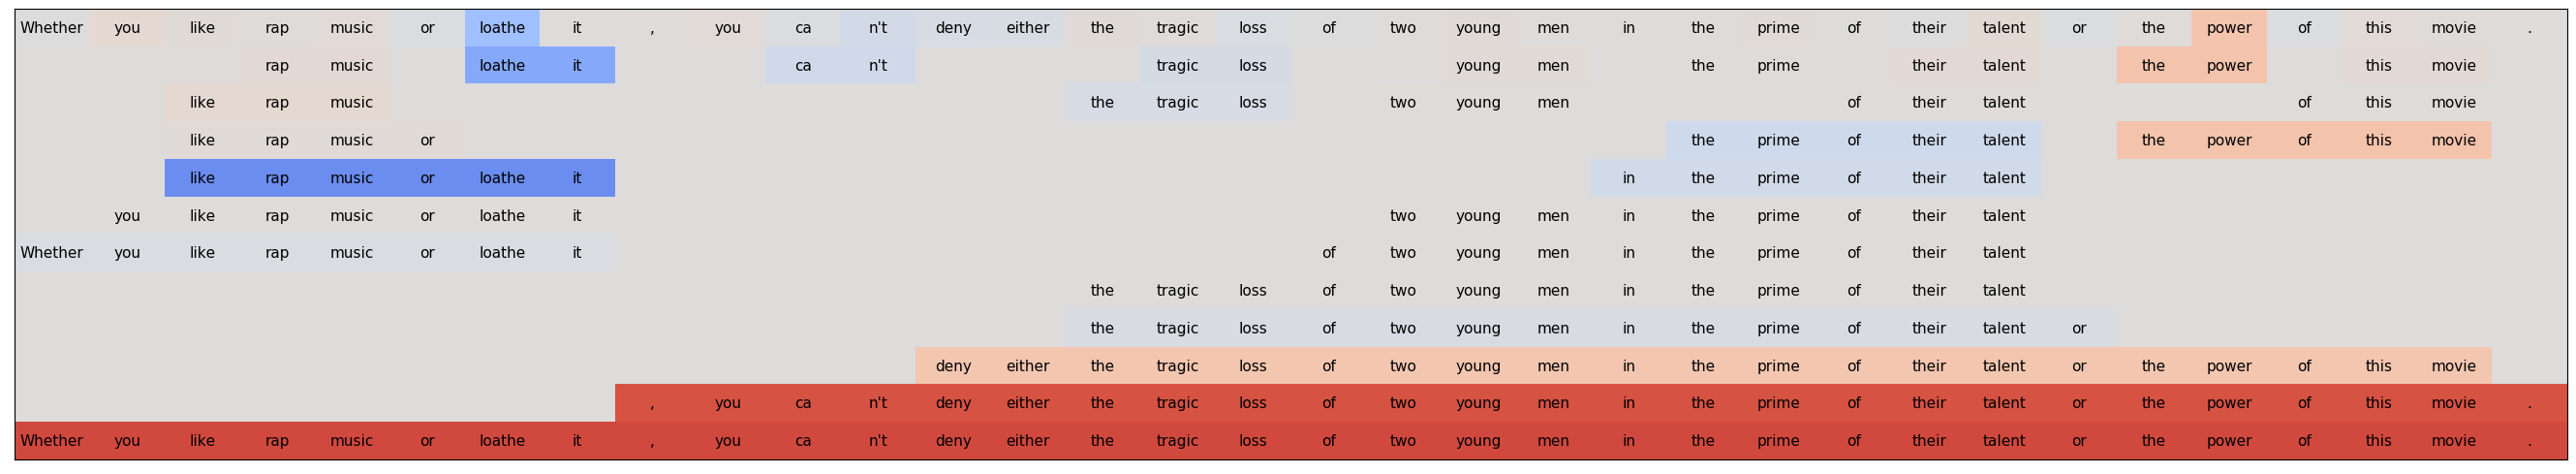 Whether you like rap music or loathe it , you ca n't deny either the tragic loss of two young men in the prime of their talent or the power of this movie .
rap music loathe it ca n't tragic loss young men the prime their talent the power this movie
like rap music the tragic loss two young men of their talent of this movie
like rap music or the prime of their talent the power of this movie
like rap music or loathe it in the prime of their talent
you like rap music or loathe it two young men in the prime of their talent
Whether you like rap music or loathe it of two young men in the prime of their talent
the tragic loss of two young men in the prime of their talent
the tragic loss of two young men in the prime of their talent or
deny either the tragic loss of two young men in the prime of their talent or the power of this movie
, you ca n't deny either the tragic loss of two young men in the prime of their talent or the power of this movie .
Whether you like rap music or loathe it , you ca n't deny either the tragic loss of two young men in the prime of their talent or the power of this movie .